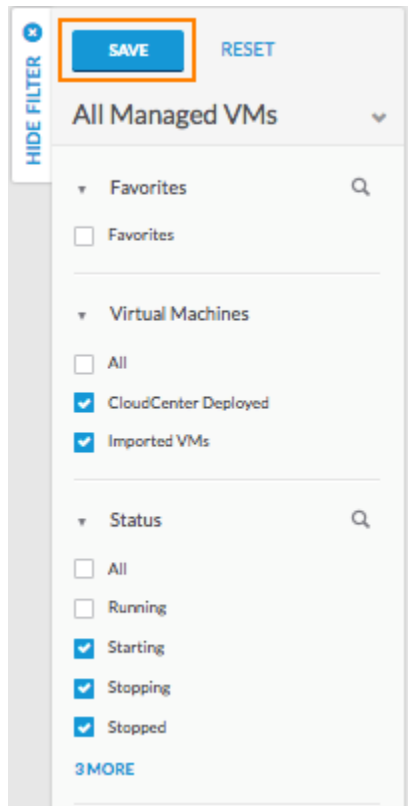 HIDE FILTER
SAVE
RESET
All Managed VMs
Favorites
Favorites
Virtual Machines
All
CloudCenter Deployed
Imported VMs
Status
All
Running
Starting
Stopping
Stopped
3 MORE